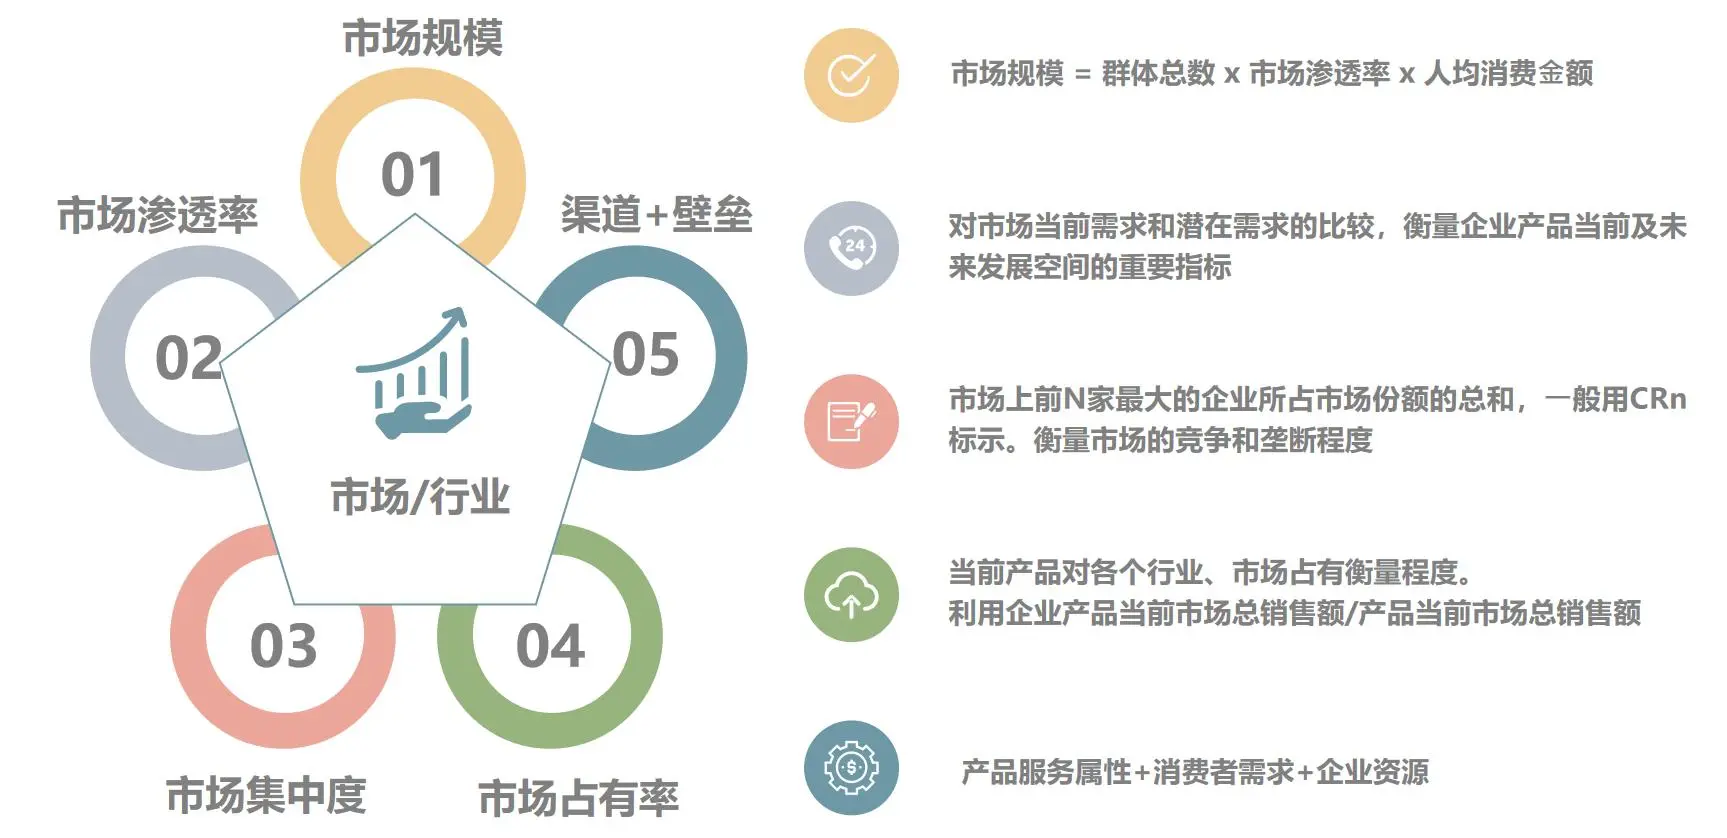 市场规模
01
市场渗透率
02
渠道+壁垒
05
市场/行业
03
市场集中度
04
市场占有率
市场规模 = 群体总数 x 市场渗透率 x 人均消费金额
24
对市场当前需求和潜在需求的比较，衡量企业产品当前及未
来发展空间的重要指标
市场上前N家最大的企业所占市场份额的总和，一般用CRn
标示。衡量市场的竞争和垄断程度
当前产品对各个行业、市场占有衡量程度。
利用企业产品当前市场总销售额/产品当前市场总销售额
$
产品服务属性+消费者需求+企业资源